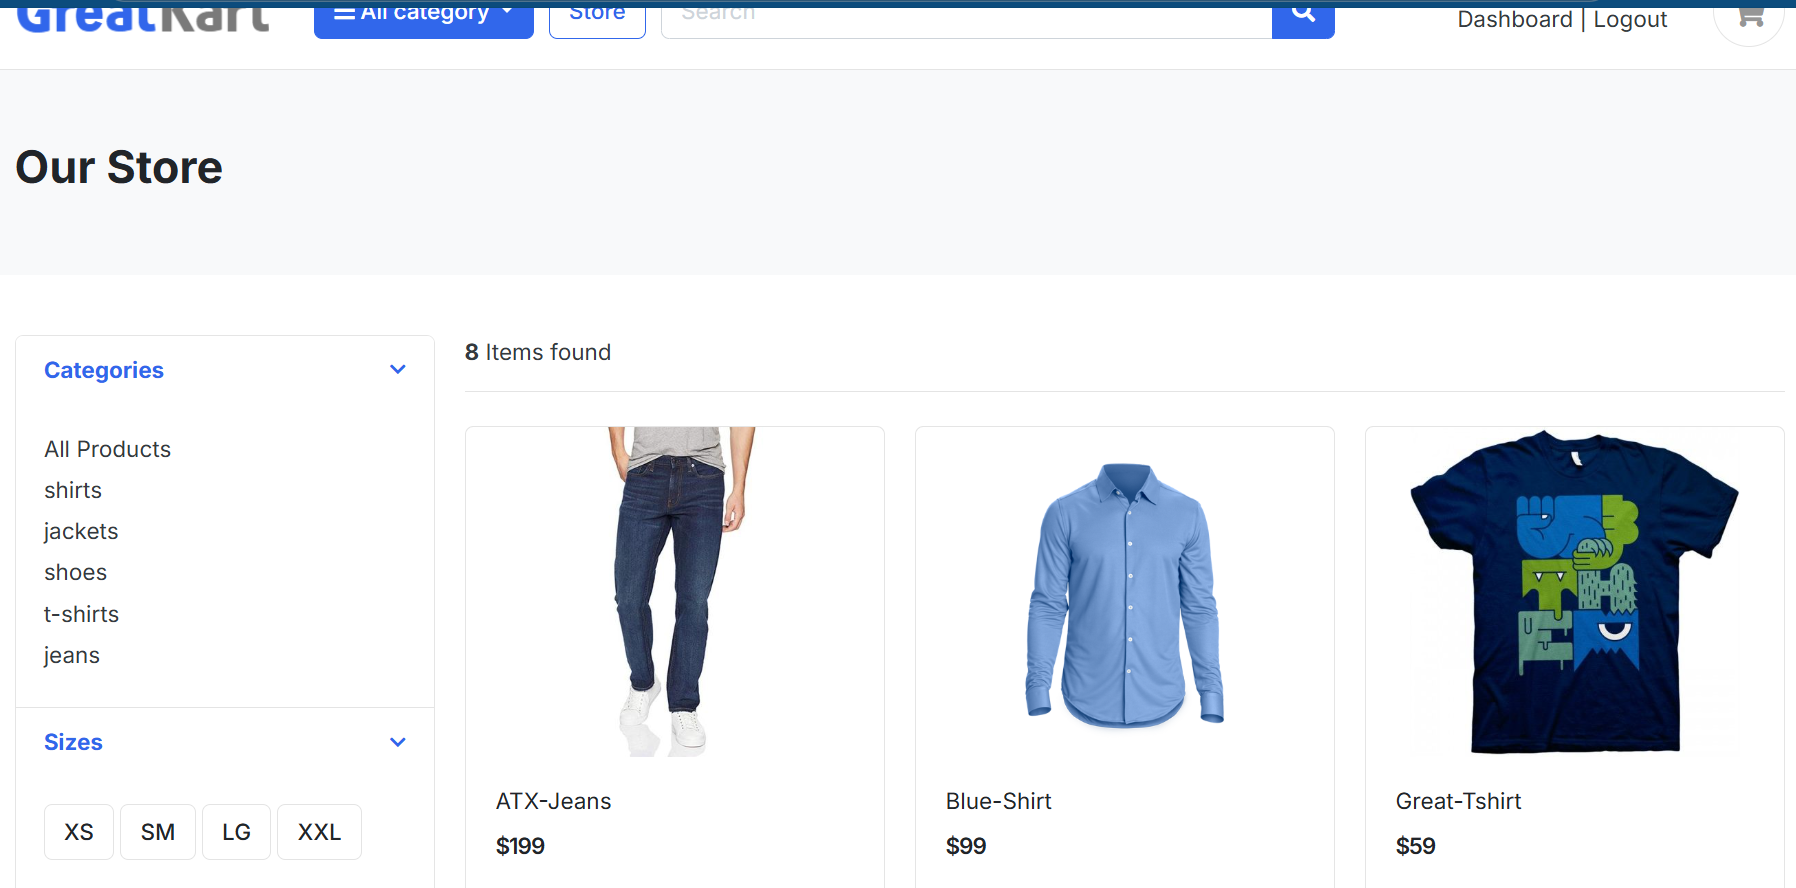 GreatKart
All category
Store
Search
Dashboard | Logout
Our Store
Categories
All Products
shirts
jackets
shoes
t-shirts
jeans
Sizes
XS
SM
LG
XXL
8 Items found
ATX-Jeans
$199
Blue-Shirt
$99
Great-Tshirt
$59